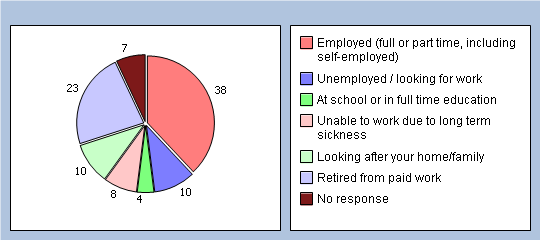 7
38
23
10
8
4
10
Employed (full or part time, including
self-employed)
Unemployed / looking for work
At school or in full time education
Unable to work due to long term
sickness
Looking after your home/family
Retired from paid work
No response